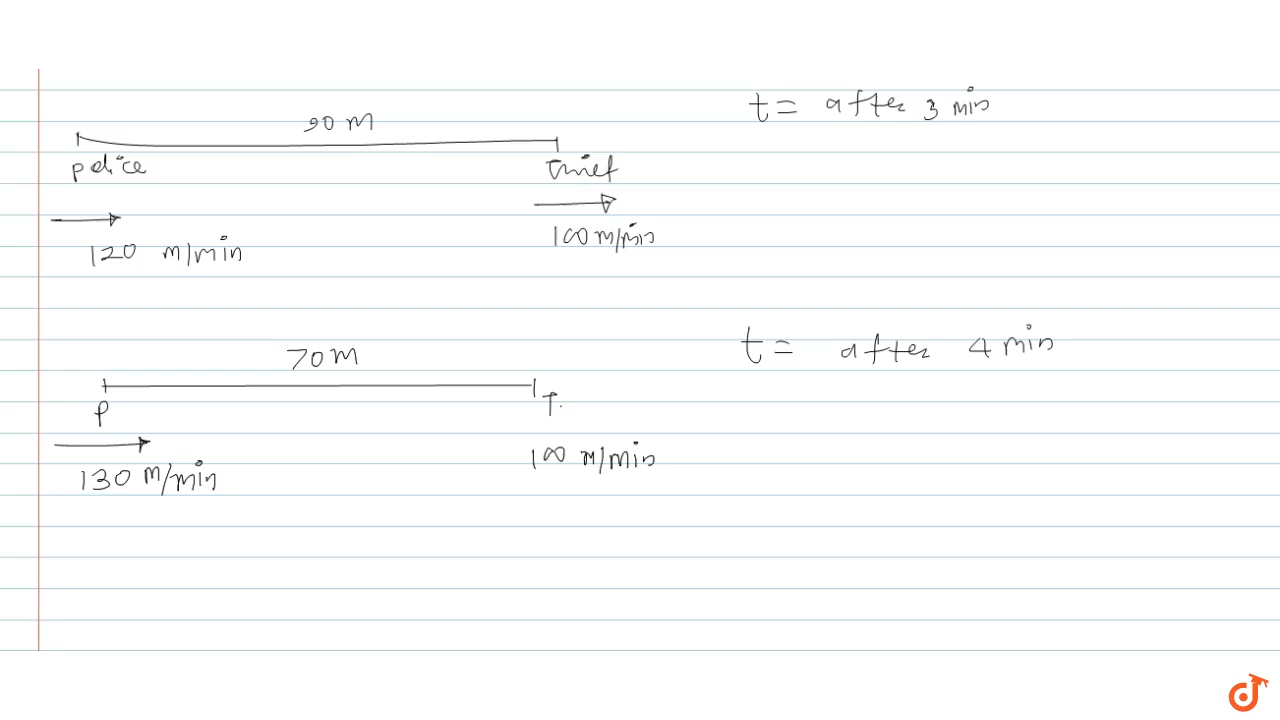 90 m
t = after 3 min
police
thief
120 m/min
100 m/min
70 m
t = after 4 min
P
T.
130 m/min
100 m/min